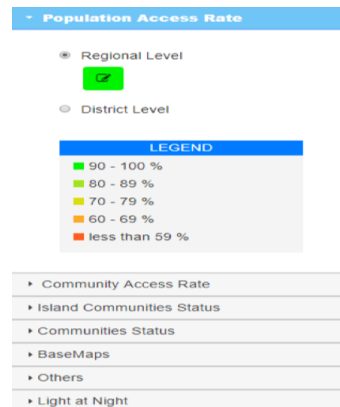 Population Access Rate
Regional Level
District Level
LEGEND
90 - 100 %
80 - 89 %
70 - 79 %
60 - 69 %
less than 59 %
Community Access Rate
Island Communities Status
Communities Status
BaseMaps
Others
Light at Night